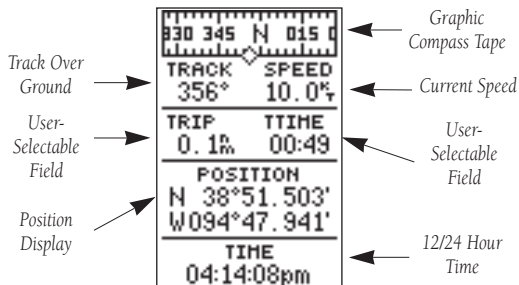 330 345 N 015 0
Graphic
Compass Tape
Track Over
Ground
TRACK SPEED
356° 10.0 KT
Current Speed
User-
Selectable
Field
TRIP TTIME
0.1 nm 00:49
User-
Selectable
Field
Position
Display
POSITION
N 38°51.503'
W094°47.941'
12/24 Hour
Time
TIME
04:14:08pm